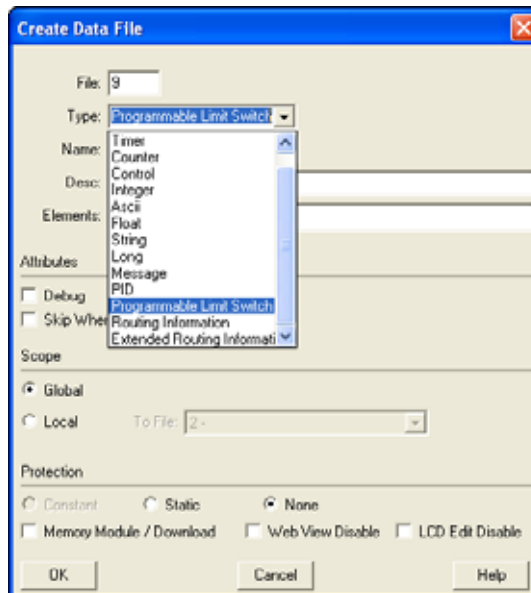 Create Data File
File: 9
Type: Programmable Limit Switch
Timer
Name:
Counter
Control
Desc:
Integer
Ascii
Elements:
Float
String
Long
Attributes
Message
PID
Debug
Programmable Limit Switch
Skip Whe
Routing Information
Extended Routing Informati
Scope
Global
Local To File: 2 -
Protection
Constant Static None
Memory Module / Download Web View Disable LCD Edit Disable
OK Cancel Help